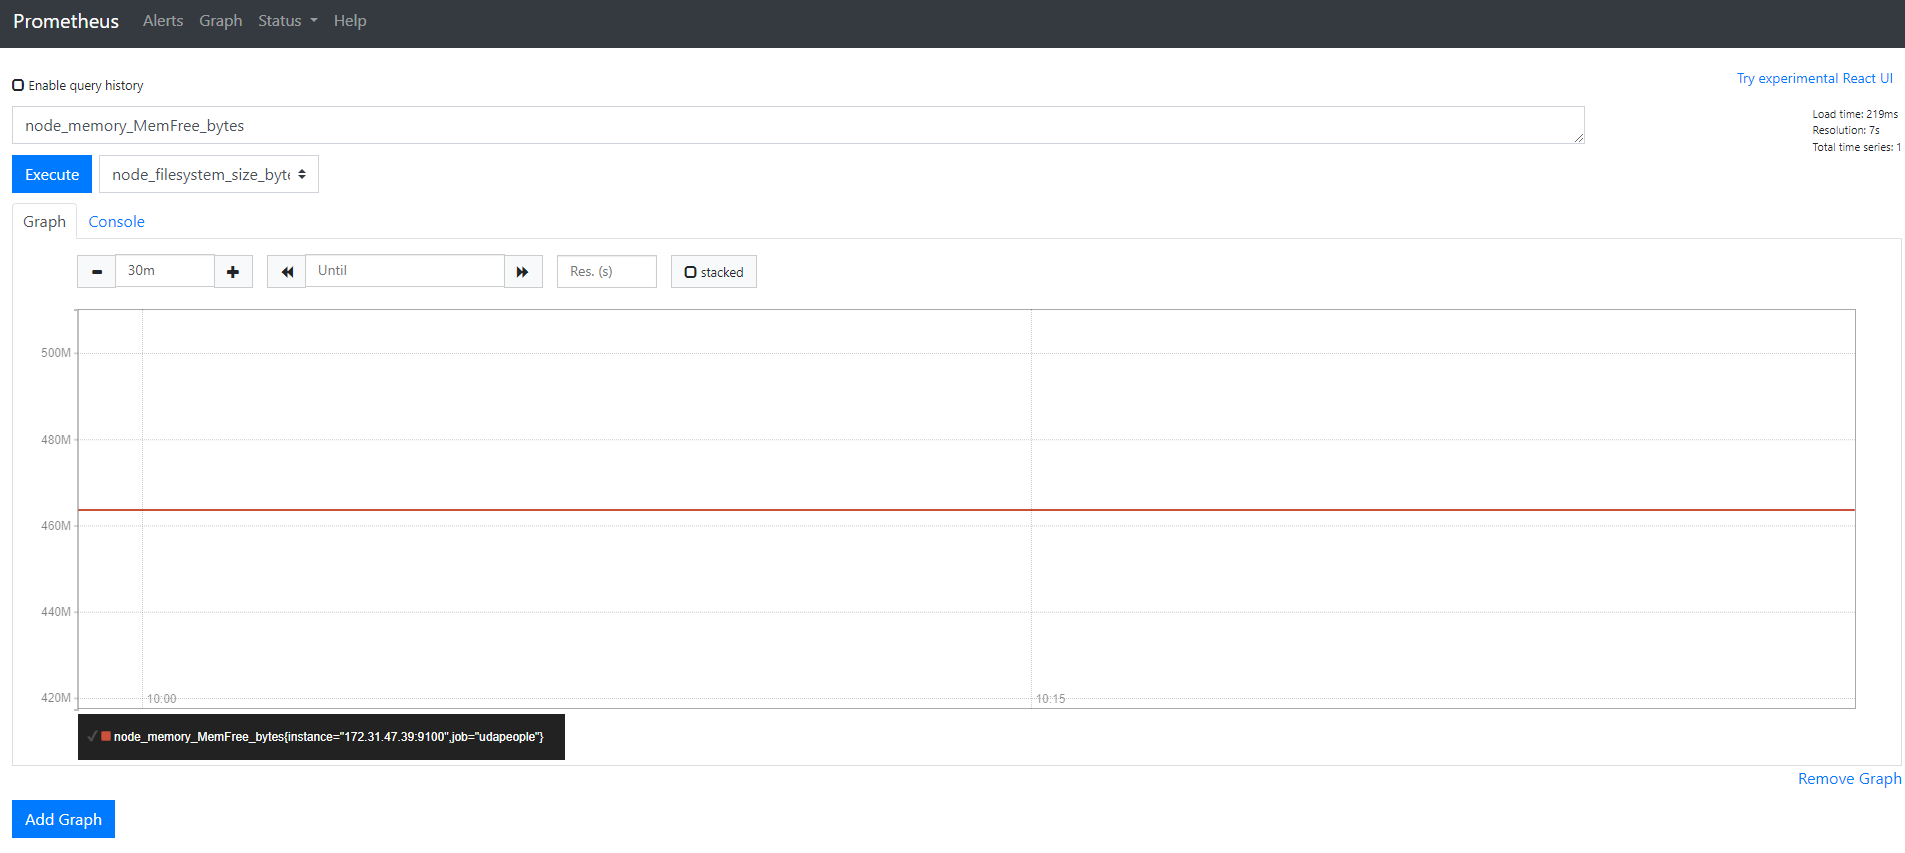 Prometheus Alerts Graph Status Help
Enable query history
Try experimental React UI
node_memory_MemFree_bytes
Load time: 219ms
Resolution: 7s
Total time series: 1
Execute node_filesystem_size_byte
Graph Console
30m Until Res. (s) stacked
500M
480M
460M
440M
420M
10:00 10:15
node_memory_MemFree_bytes{instance="172.31.47.39:9100",job="udapeople"}
Remove Graph
Add Graph